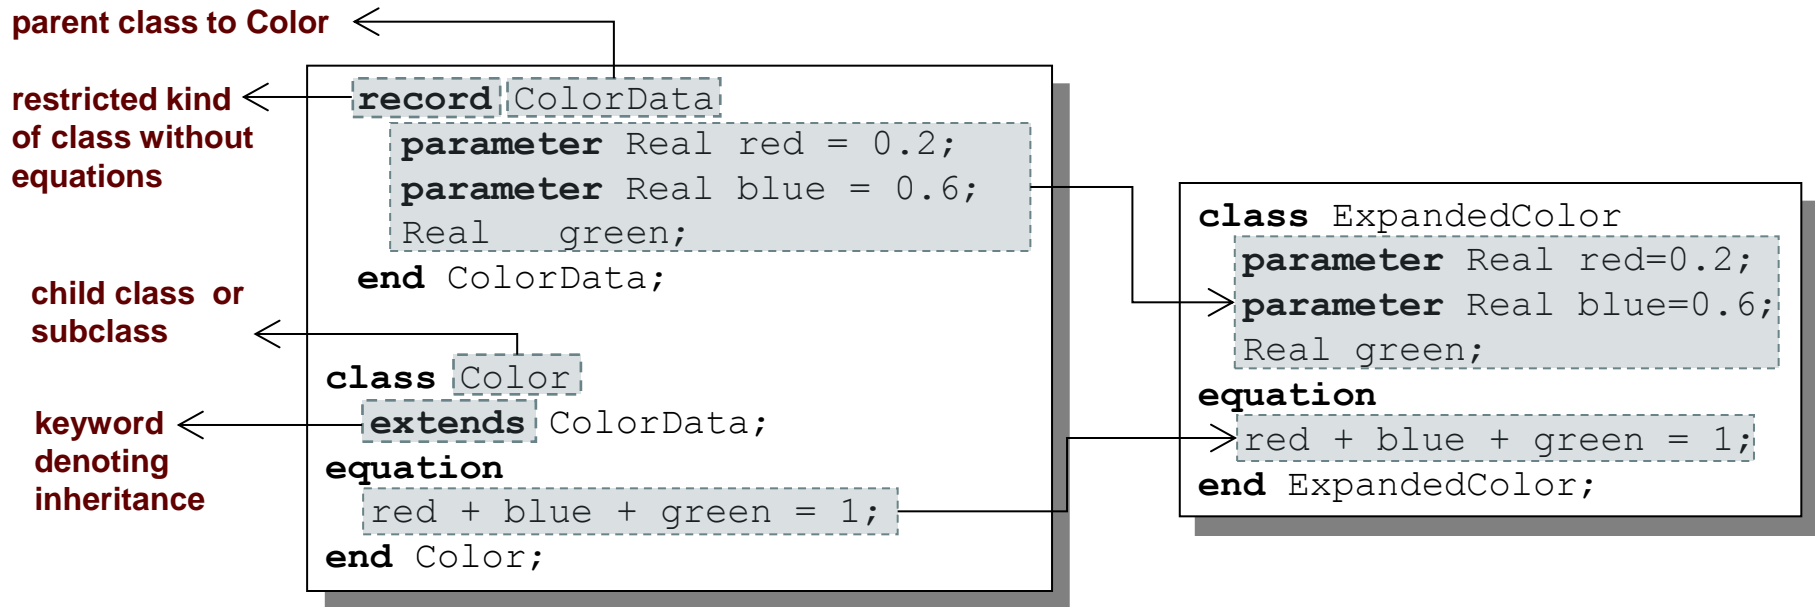 parent class to Color
restricted kind
of class without
equations
child class or
subclass
keyword
denoting
inheritance
record ColorData
parameter Real red = 0.2;
parameter Real blue = 0.6;
Real green;
end ColorData;
class Color
extends ColorData;
equation
red + blue + green = 1;
end Color;
class ExpandedColor
parameter Real red=0.2;
parameter Real blue=0.6;
Real green;
equation
red + blue + green = 1;
end ExpandedColor;